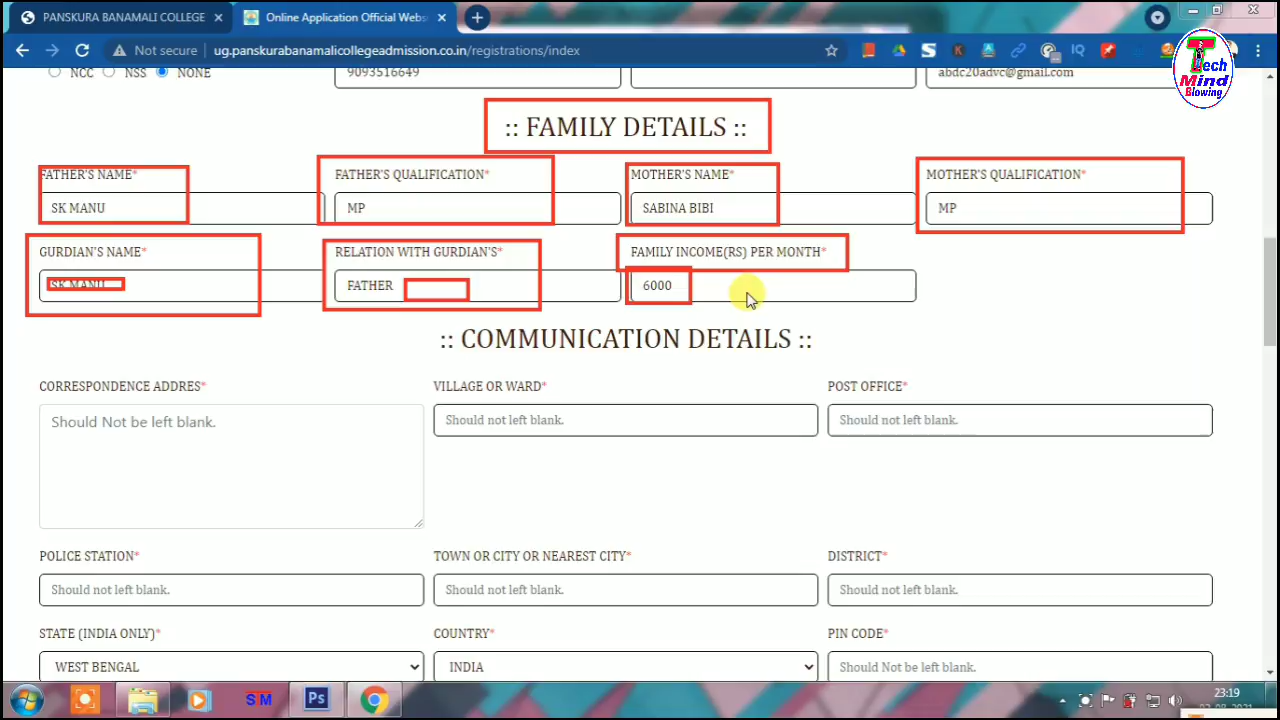 PANSKURA BANAMALI COLLEGE
Online Application Official Webs
Not secure
ug.panskurabanamalicollegeadmission.co.in/registrations/index
Tech
Mind
Blowing
NCC NSS NONE
9093516649
abdc20advc@gmail.com
:: FAMILY DETAILS ::
FATHER'S NAME* FATHER'S QUALIFICATION* MOTHER'S NAME* MOTHER'S QUALIFICATION*
SK MANU MP SABINA BIBI MP
GURDIAN'S NAME* RELATION WITH GURDIAN'S* FAMILY INCOME(RS) PER MONTH*
SK MANU FATHER 6000
:: COMMUNICATION DETAILS ::
CORRESPONDENCE ADDRES* VILLAGE OR WARD* POST OFFICE*
Should Not be left blank. Should not left blank. Should not left blank.
POLICE STATION* TOWN OR CITY OR NEAREST CITY* DISTRICT*
Should not left blank. Should not left blank. Should not left blank.
STATE (INDIA ONLY)* COUNTRY* PIN CODE*
WEST BENGAL INDIA Should Not be left blank.
SM Ps 23:19